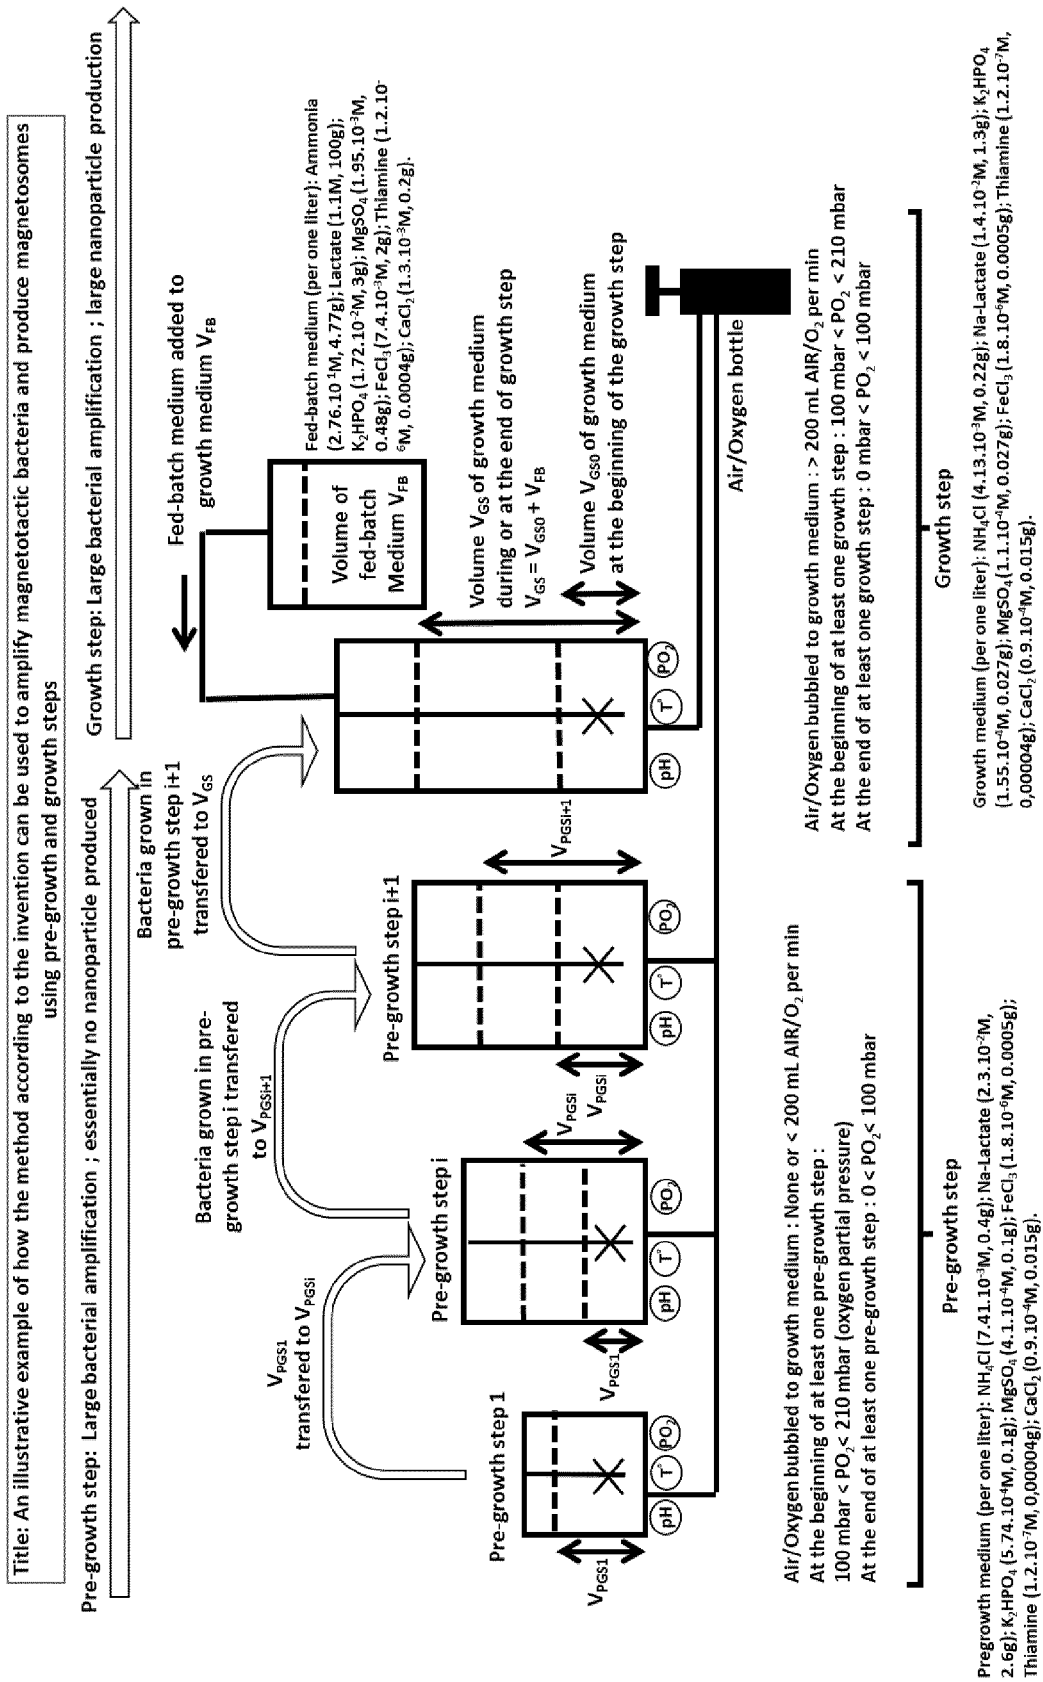 Title: An illustrative example of how the method according to the invention can be used to amplify magnetotactic bacteria and produce magnetosomes
using pre-growth and growth steps
Pre-growth step: Large bacterial amplification ; essentially no nanoparticle produced
Growth step: Large bacterial amplification ; large nanoparticle production
V_PGS1
transfered to V_PGSi
Bacteria grown in pre-
growth step i transfered
to V_PGSi+1
Bacteria grown in
pre-growth step i+1
transfered to V_GS
Fed-batch medium added to
growth medium V_FB
Pre-growth step 1
V_PGS1
pH
T°
PO₂
Pre-growth step i
V_PGS1
V_PGSi
pH
T°
PO₂
Pre-growth step i+1
V_PGSi
V_PGSi+1
pH
T°
PO₂
pH
T°
PO₂
Volume of
fed-batch
Medium V_FB
Fed-batch medium (per one liter): Ammonia
(2.76.10⁻¹M, 4.77g); Lactate (1.1M, 100g);
K₂HPO₄ (1.72.10⁻²M, 3g); MgSO₄ (1.95.10⁻³M,
0.48g); FeCl₃ (7.4.10⁻³M, 2g); Thiamine (1.2.10⁻
⁶M, 0.0004g); CaCl₂ (1.3.10⁻³M, 0.2g).
Volume V_GS of growth medium
during or at the end of growth step
V_GS = V_GS0 + V_FB
Volume V_GS0 of growth medium
at the beginning of the growth step
Air/Oxygen bottle
Air/Oxygen bubbled to growth medium : None or < 200 mL AIR/O₂ per min
At the beginning of at least one pre-growth step :
100 mbar < PO₂< 210 mbar (oxygen partial pressure)
At the end of at least one pre-growth step : 0 < PO₂< 100 mbar
Air/Oxygen bubbled to growth medium : > 200 mL AIR/O₂ per min
At the beginning of at least one growth step : 100 mbar < PO₂ < 210 mbar
At the end of at least one growth step : 0 mbar < PO₂ < 100 mbar
Pre-growth step
Growth step
Pregrowth medium (per one liter): NH₄Cl (7.41.10⁻³M, 0.4g); Na-Lactate (2.3.10⁻²M,
2.6g); K₂HPO₄ (5.74.10⁻⁴M, 0.1g); MgSO₄ (4.1.10⁻⁴M, 0.1g); FeCl₃ (1.8.10⁻⁶M, 0.0005g);
Thiamine (1.2.10⁻⁷M, 0,00004g); CaCl₂ (0.9.10⁻⁴M, 0.015g).
Growth medium (per one liter): NH₄Cl (4.13.10⁻³M, 0.22g); Na-Lactate (1.4.10⁻²M, 1.3g); K₂HPO₄
(1.55.10⁻⁴M, 0.027g); MgSO₄ (1.1.10⁻⁴M, 0.027g); FeCl₃ (1.8.10⁻⁶M, 0.0005g); Thiamine (1.2.10⁻⁷M,
0,00004g); CaCl₂ (0.9.10⁻⁴M, 0.015g).